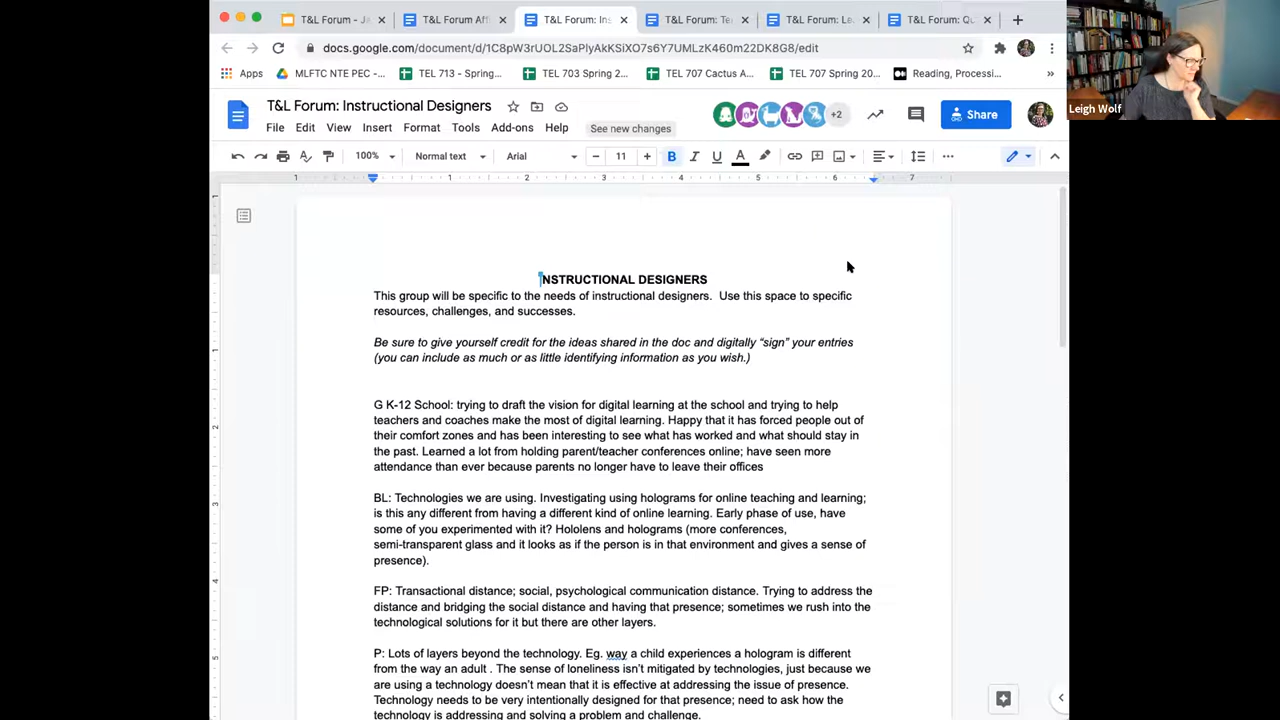 T&L Forum - Ja
T&L Forum Aff
T&L Forum: Ins
T&L Forum: Te
T&L Forum: Le
T&L Forum: Qu
docs.google.com/document/d/1C8pW3rUOL2SaPlyAkKSiXO7s6Y7UMLzK460m22DK8G8/edit
Leigh Wolf
Apps
MLFTC NTE PEC -...
TEL 713 - Spring...
TEL 703 Spring 2...
TEL 707 Cactus A...
TEL 707 Spring 20...
Reading, Processi...
»
T&L Forum: Instructional Designers
+2
Share
File Edit View Insert Format Tools Add-ons Help See new changes
100% Normal text Arial 11 B I U A
1 1 2 3 4 5 6 7
INSTRUCTIONAL DESIGNERS
This group will be specific to the needs of instructional designers. Use this space to specific
resources, challenges, and successes.
Be sure to give yourself credit for the ideas shared in the doc and digitally “sign” your entries
(you can include as much or as little identifying information as you wish.)
G K-12 School: trying to draft the vision for digital learning at the school and trying to help
teachers and coaches make the most of digital learning. Happy that it has forced people out of
their comfort zones and has been interesting to see what has worked and what should stay in
the past. Learned a lot from holding parent/teacher conferences online; have seen more
attendance than ever because parents no longer have to leave their offices
BL: Technologies we are using. Investigating using holograms for online teaching and learning;
is this any different from having a different kind of online learning. Early phase of use, have
some of you experimented with it? Hololens and holograms (more conferences,
semi-transparent glass and it looks as if the person is in that environment and gives a sense of
presence).
FP: Transactional distance; social, psychological communication distance. Trying to address the
distance and bridging the social distance and having that presence; sometimes we rush into the
technological solutions for it but there are other layers.
P: Lots of layers beyond the technology. Eg. way a child experiences a hologram is different
from the way an adult . The sense of loneliness isn’t mitigated by technologies, just because we
are using a technology doesn’t mean that it is effective at addressing the issue of presence.
Technology needs to be very intentionally designed for that presence; need to ask how the
technology is addressing and solving a problem and challenge.